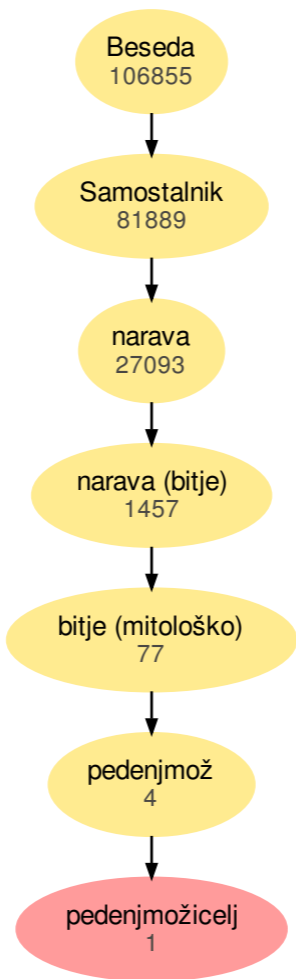 Beseda
106855
Samostalnik
81889
narava
27093
narava (bitje)
1457
bitje (mitološko)
77
pedenjmož
4
pedenjmožicelj
1